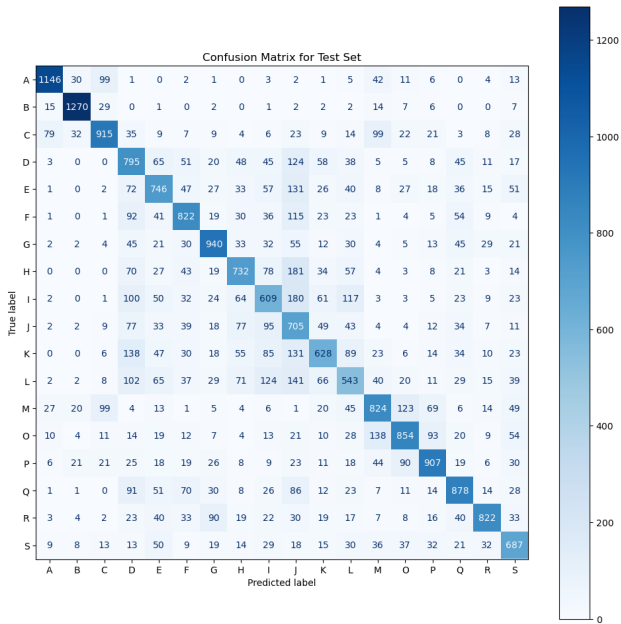 Confusion Matrix for Test Set
A 1146 30 99 1 0 2 1 0 3 2 1 5 42 11 6 0 4 13
B 15 1270 29 0 1 0 2 0 1 2 2 2 14 7 6 0 0 7
C 79 32 915 35 9 7 9 4 6 23 9 14 99 22 21 3 8 28
D 3 0 0 795 65 51 20 48 45 124 58 38 5 5 8 45 11 17
E 1 0 2 72 746 47 27 33 57 131 26 40 8 27 18 36 15 51
F 1 0 1 92 41 822 19 30 36 115 23 23 1 4 5 54 9 4
G 2 2 4 45 21 30 940 33 32 55 12 30 4 5 13 45 29 21
H 0 0 0 70 27 43 19 732 78 181 34 57 4 3 8 21 3 14
I 2 0 1 100 50 32 24 64 609 180 61 117 3 3 5 23 9 23
J 2 2 9 77 33 39 18 77 95 705 49 43 4 4 12 34 7 11
K 0 0 6 138 47 30 18 55 85 131 628 89 23 6 14 34 10 23
L 2 2 8 102 65 37 29 71 124 141 66 543 40 20 11 29 15 39
M 27 20 99 4 13 1 5 4 6 1 20 45 824 123 69 6 14 49
O 10 4 11 14 19 12 7 4 13 21 10 28 138 854 93 20 9 54
P 6 21 21 25 18 19 26 8 9 23 11 18 44 90 907 19 6 30
Q 1 1 0 91 51 70 30 8 26 86 12 23 7 11 14 878 14 28
R 3 4 2 23 40 33 90 19 22 30 19 17 7 8 16 40 822 33
S 9 8 13 13 50 9 19 14 29 18 15 30 36 37 32 21 32 687
A B C D E F G H I J K L M O P Q R S
Predicted label
True label
1200
1000
800
600
400
200
0